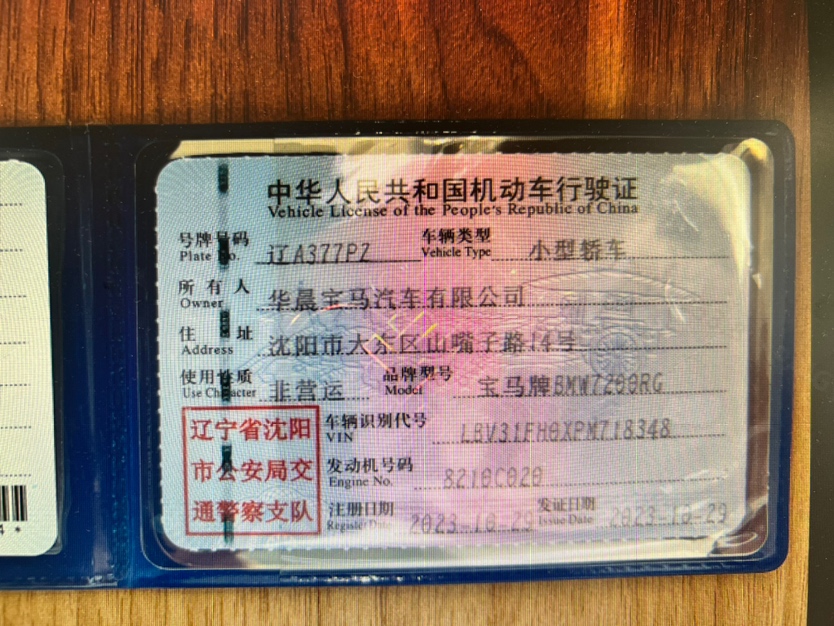 中华人民共和国机动车行驶证
Vehicle License of the People's Republic of China
号牌号码 辽A377PZ 车辆类型 小型轿车
Plate No. Vehicle Type
所有人 华晨宝马汽车有限公司
Owner
住址 沈阳市大东区山嘴子路14号
Address
使用性质 非营运 品牌型号 宝马牌BMW7200RG
Use Character Model
辽宁省沈阳
市公安局交
通警察支队
车辆识别代号 LBV31FH0XPM718348
VIN
发动机号码 8210C020
Engine No.
注册日期 2023-10-29 发证日期 2023-10-29
Register Date Issue Date
4*